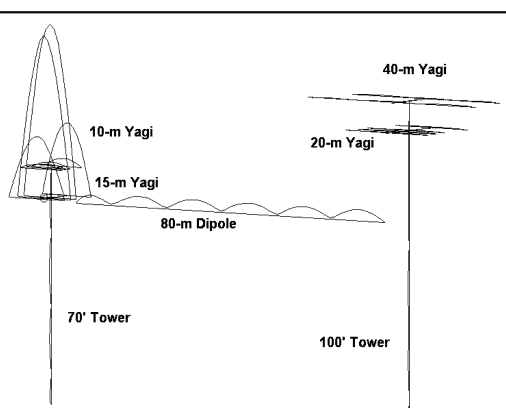 40-m Yagi
10-m Yagi
20-m Yagi
15-m Yagi
80-m Dipole
70' Tower
100' Tower